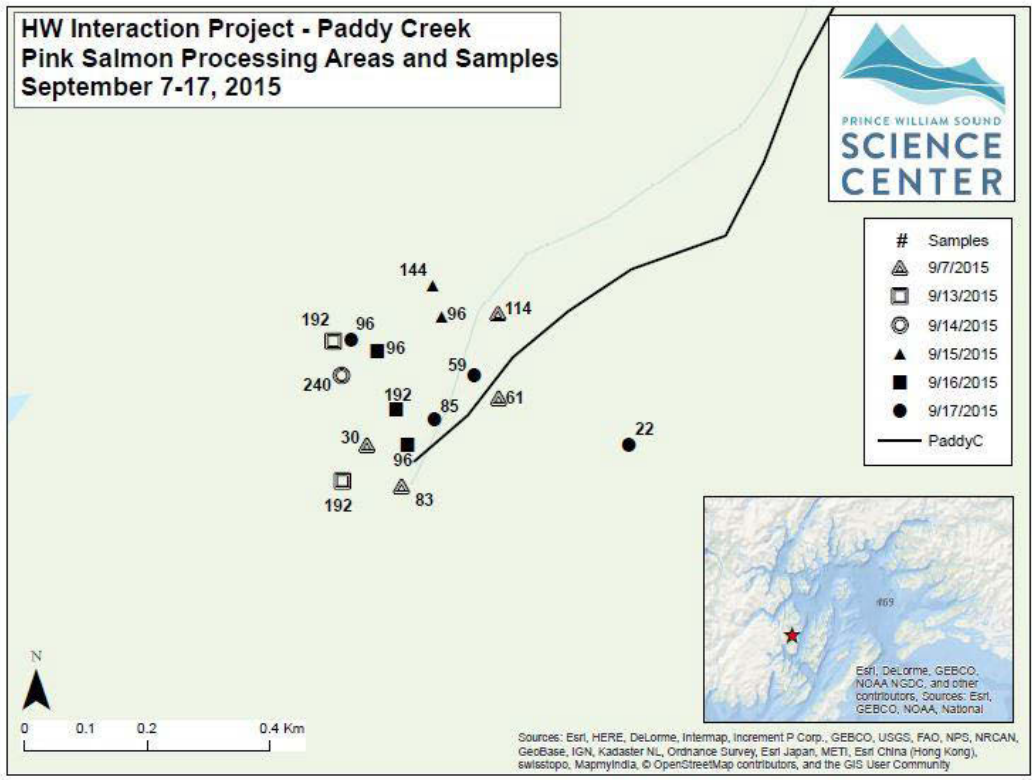 HW Interaction Project - Paddy Creek
Pink Salmon Processing Areas and Samples
September 7-17, 2015
PRINCE WILLIAM SOUND
SCIENCE
CENTER
# Samples
9/7/2015
9/13/2015
9/14/2015
9/15/2015
9/16/2015
9/17/2015
PaddyC
144
96
114
192
96
96
240
59
192
85
61
30
22
96
192
83
469
Esri, DeLorme, GEBCO,
NOAA NGDC, and other
contributors, Sources: Esri,
GEBCO, NOAA, National
N
0 0.1 0.2 0.4 Km
Sources: Esri, HERE, DeLorme, Intermap, increment P Corp., GEBCO, USGS, FAO, NPS, NRCAN,
GeoBase, IGN, Kadaster NL, Ordnance Survey, Esri Japan, METI, Esri China (Hong Kong),
swisstopo, MapmyIndia, © OpenStreetMap contributors, and the GIS User Community